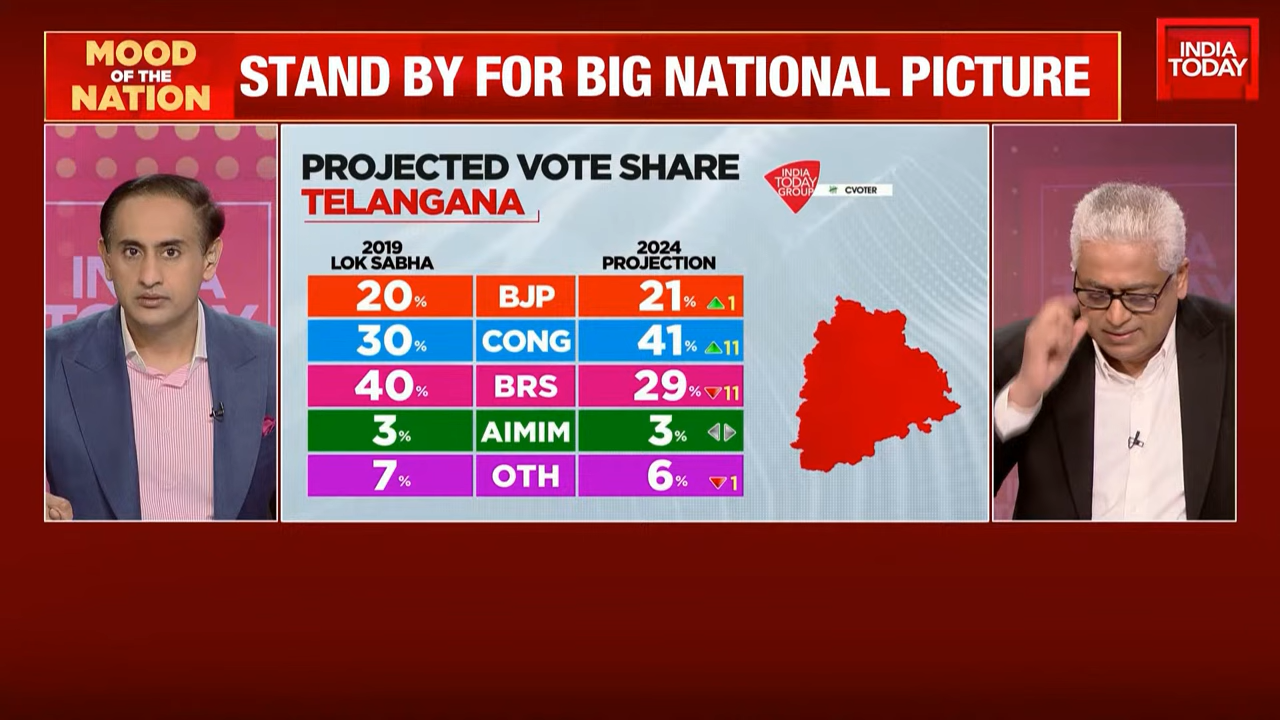 MOOD
OF THE
NATION
STAND BY FOR BIG NATIONAL PICTURE
INDIA
TODAY
PROJECTED VOTE SHARE
TELANGANA
INDIA
TODAY
GROUP
CVOTER
2019
LOK SABHA
2024
PROJECTION
20% BJP 21% 1
30% CONG 41% 11
40% BRS 29% 11
3% AIMIM 3%
7% OTH 6% 1